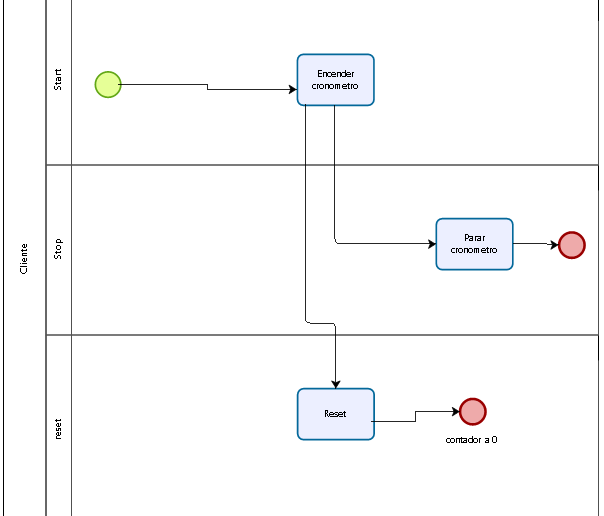 Cliente
Start
Encender
cronometro
Stop
Parar
cronometro
reset
Reset
contador a 0